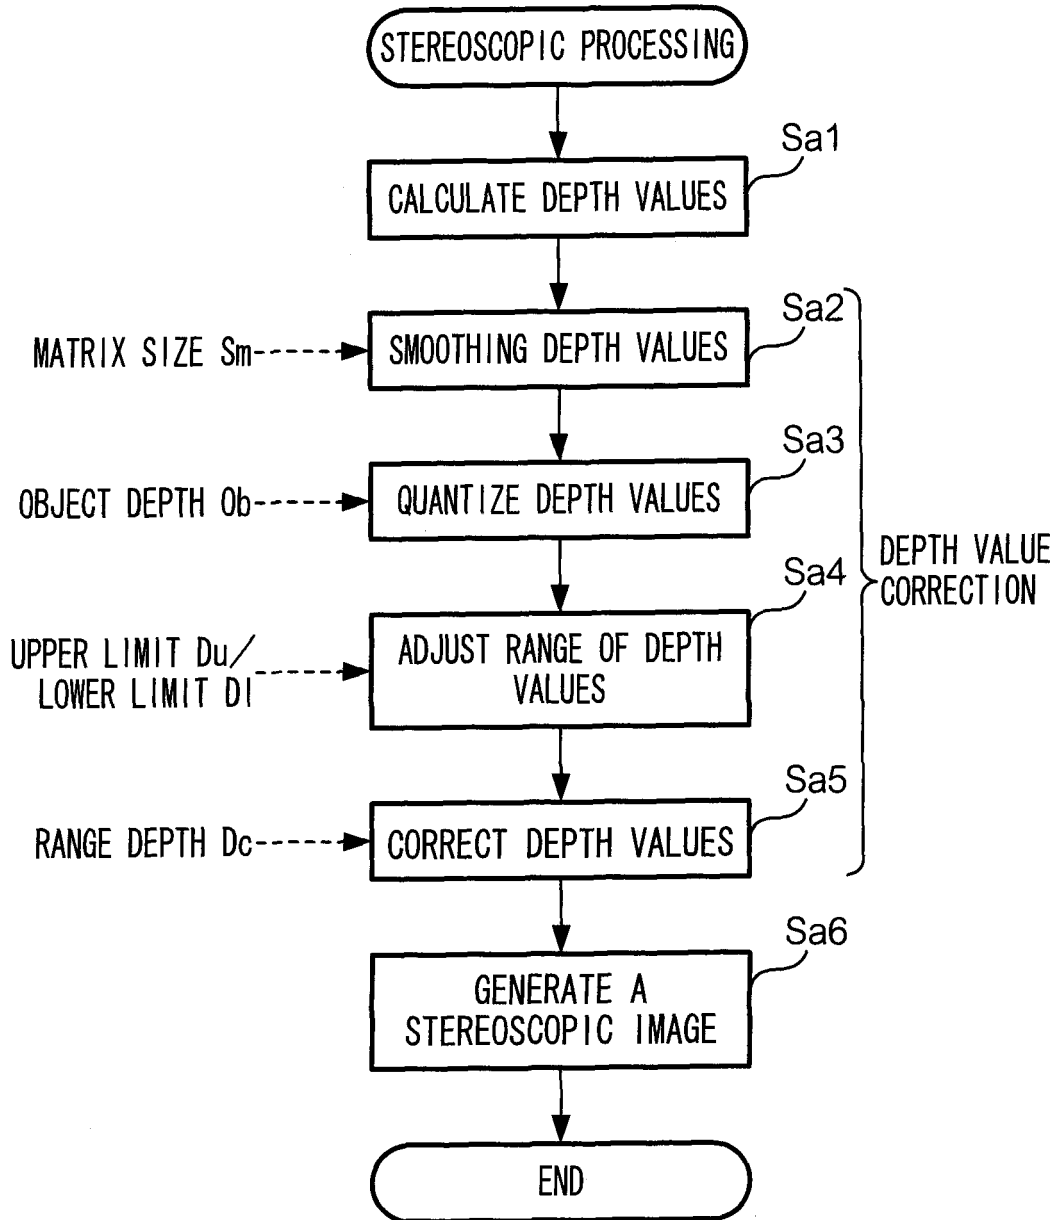 STEREOSCOPIC PROCESSING
Sa1
CALCULATE DEPTH VALUES
Sa2
MATRIX SIZE Sm
SMOOTHING DEPTH VALUES
Sa3
OBJECT DEPTH Ob
QUANTIZE DEPTH VALUES
DEPTH VALUE
CORRECTION
Sa4
UPPER LIMIT Du/
LOWER LIMIT Dl
ADJUST RANGE OF DEPTH
VALUES
Sa5
RANGE DEPTH Dc
CORRECT DEPTH VALUES
Sa6
GENERATE A
STEREOSCOPIC IMAGE
END